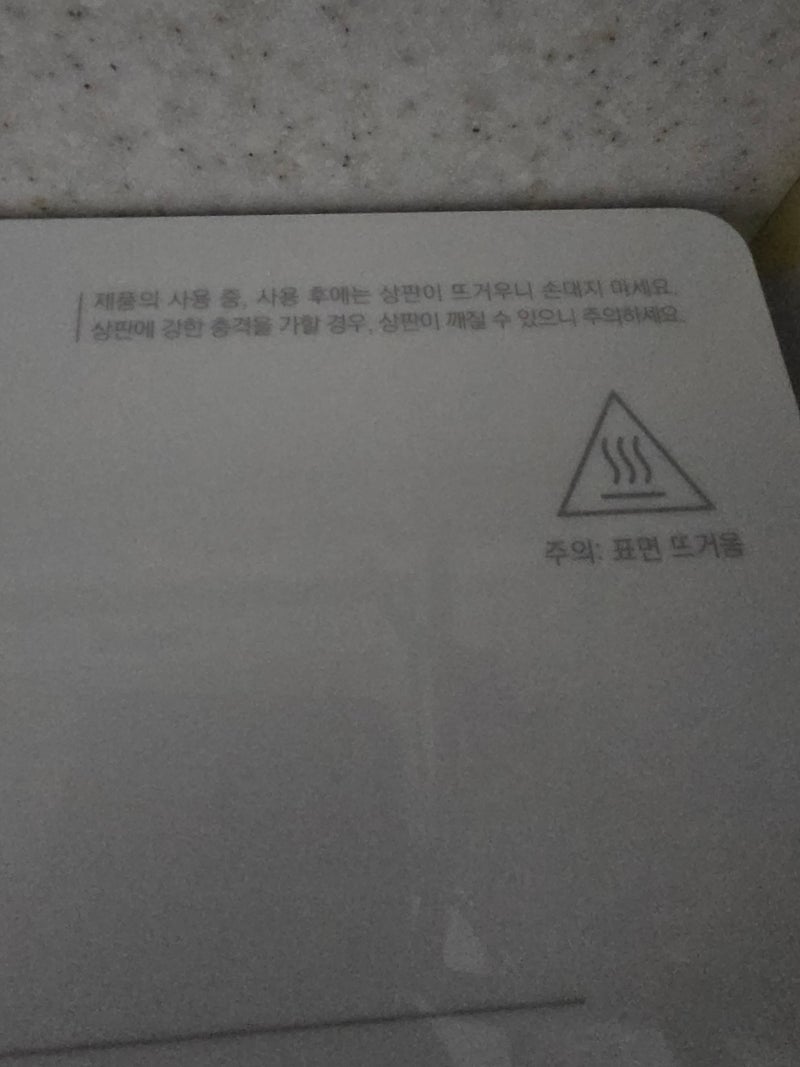 제품의 사용 중, 사용 후에는 상판이 뜨거우니 손대지 마세요.
상판에 강한 충격을 가할 경우, 상판이 깨질 수 있으니 주의하세요.
주의: 표면 뜨거움